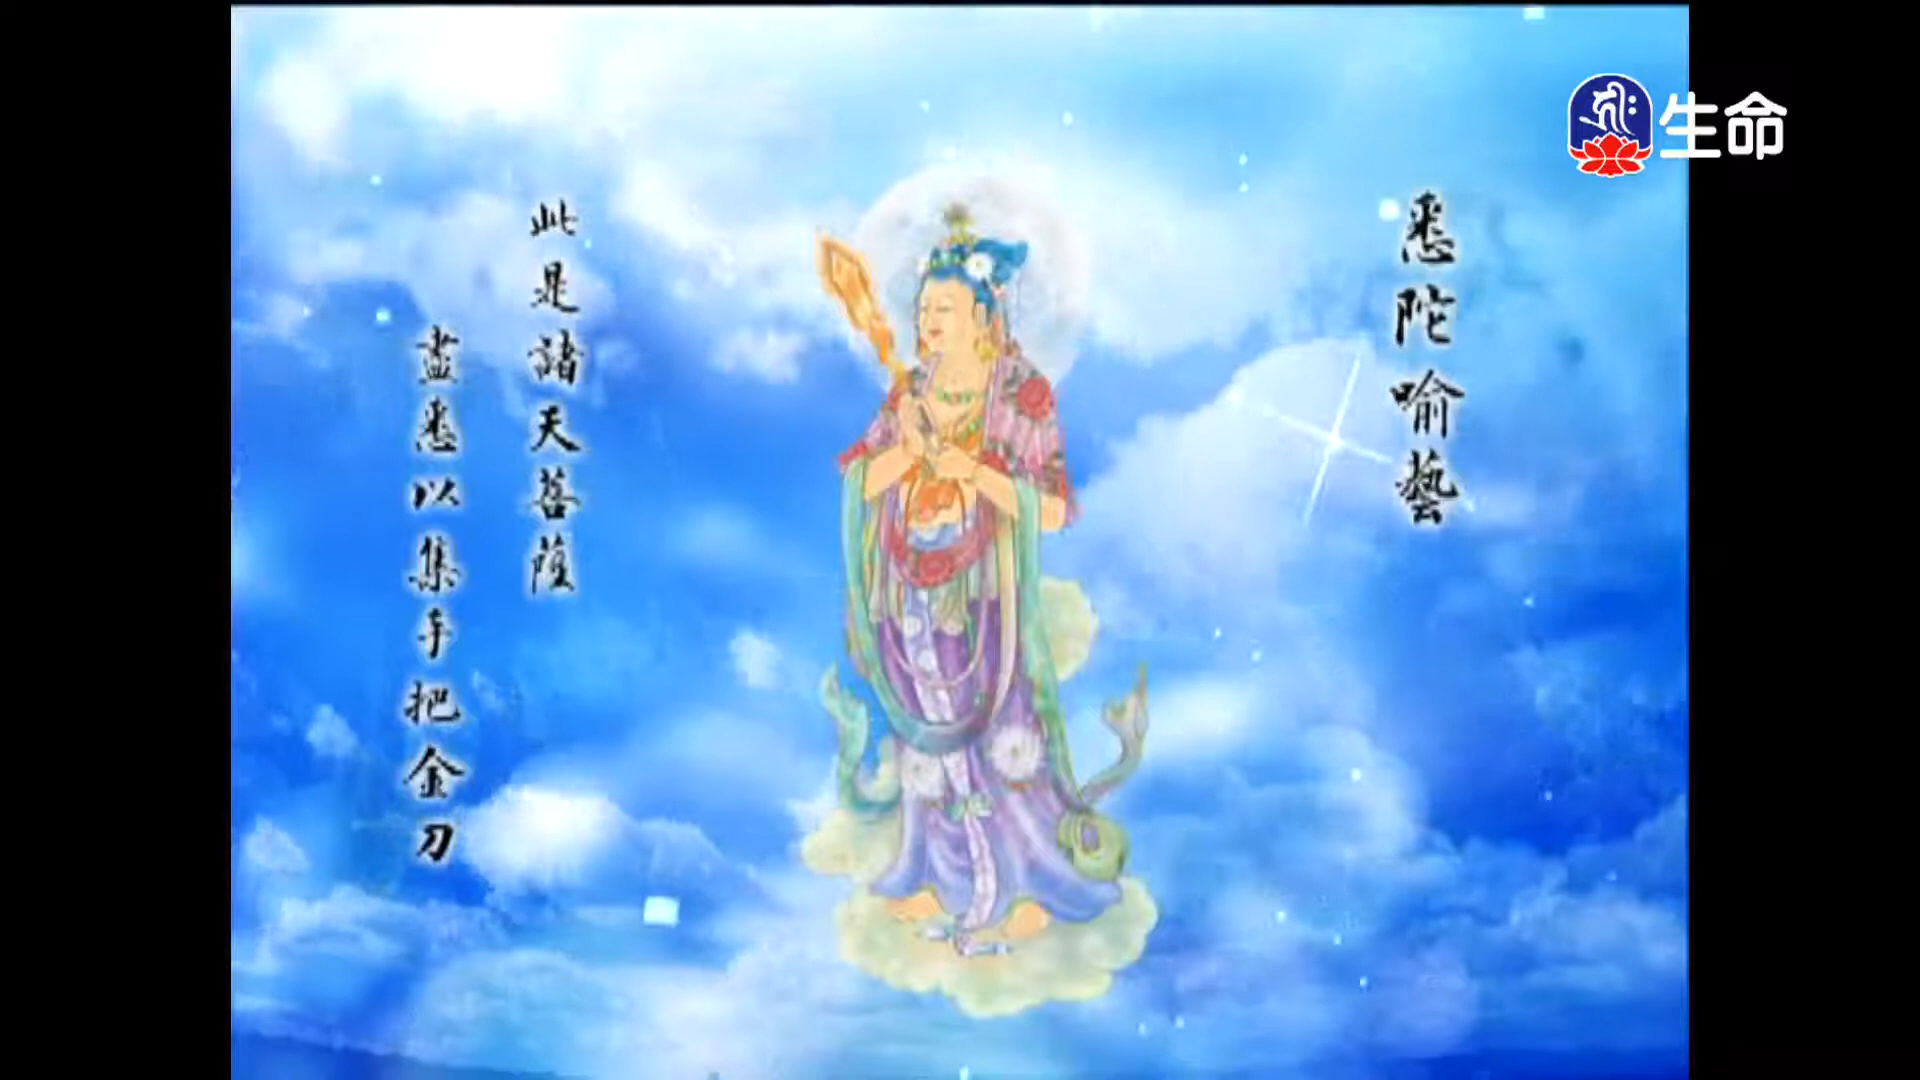 生命
悉陀喻藝
此是諸天菩薩
盡悉以集手把金刀